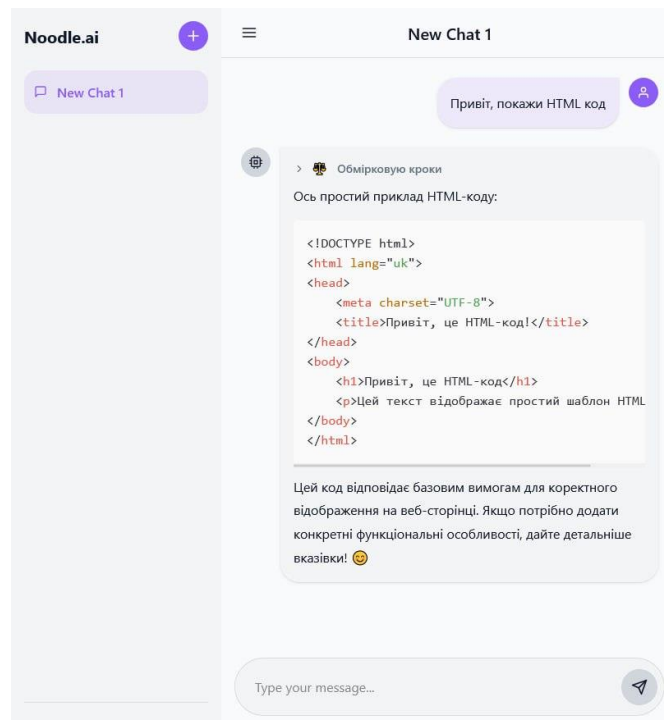 Noodle.ai
New Chat 1
New Chat 1
Привіт, покажи HTML код
Обмірковую кроки
Ось простий приклад HTML-коду:
<!DOCTYPE html>
<html lang="uk">
<head>
    <meta charset="UTF-8">
    <title>Привіт, це HTML-код!</title>
</head>
<body>
    <h1>Привіт, це HTML-код</h1>
    <p>Цей текст відображає простий шаблон HTML
</body>
</html>
Цей код відповідає базовим вимогам для коректного
відображення на веб-сторінці. Якщо потрібно додати
конкретні функціональні особливості, дайте детальніше
вказівки! 😊
Type your message...